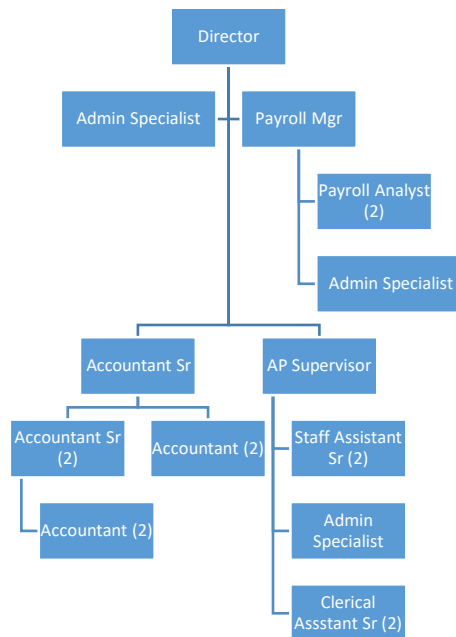 Director
Admin Specialist
Payroll Mgr
Payroll Analyst
(2)
Admin Specialist
Accountant Sr
AP Supervisor
Accountant Sr
(2)
Accountant (2)
Staff Assistant
Sr (2)
Accountant (2)
Admin
Specialist
Clerical
Assstant Sr (2)